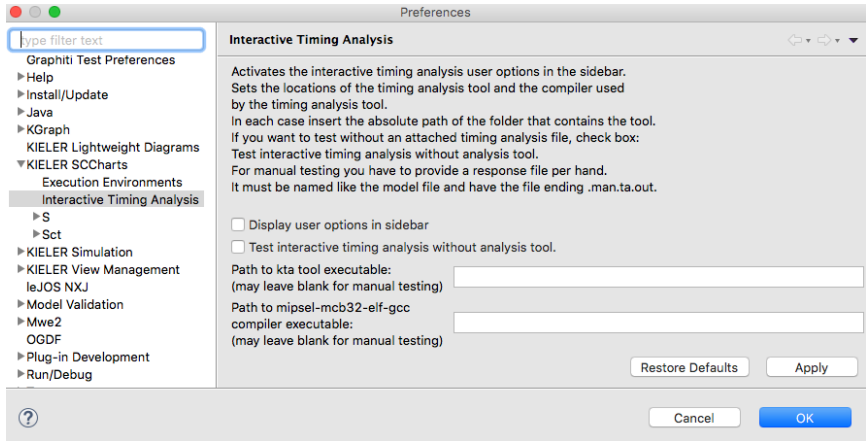 Preferences
type filter text
Graphiti Test Preferences
Help
Install/Update
Java
KGraph
KIELER Lightweight Diagrams
KIELER SCCharts
Execution Environments
Interactive Timing Analysis
S
Sct
KIELER Simulation
KIELER View Management
leJOS NXJ
Model Validation
Mwe2
OGDF
Plug-in Development
Run/Debug
Interactive Timing Analysis
Activates the interactive timing analysis user options in the sidebar.
Sets the locations of the timing analysis tool and the compiler used
by the timing analysis tool.
In each case insert the absolute path of the folder that contains the tool.
If you want to test without an attached timing analysis file, check box:
Test interactive timing analysis without analysis tool.
For manual testing you have to provide a response file per hand.
It must be named like the model file and have the file ending .man.ta.out.
Display user options in sidebar
Test interactive timing analysis without analysis tool.
Path to kta tool executable:
(may leave blank for manual testing)
Path to mipsel-mcb32-elf-gcc
compiler executable:
(may leave blank for manual testing)
Restore Defaults
Apply
?
Cancel
OK